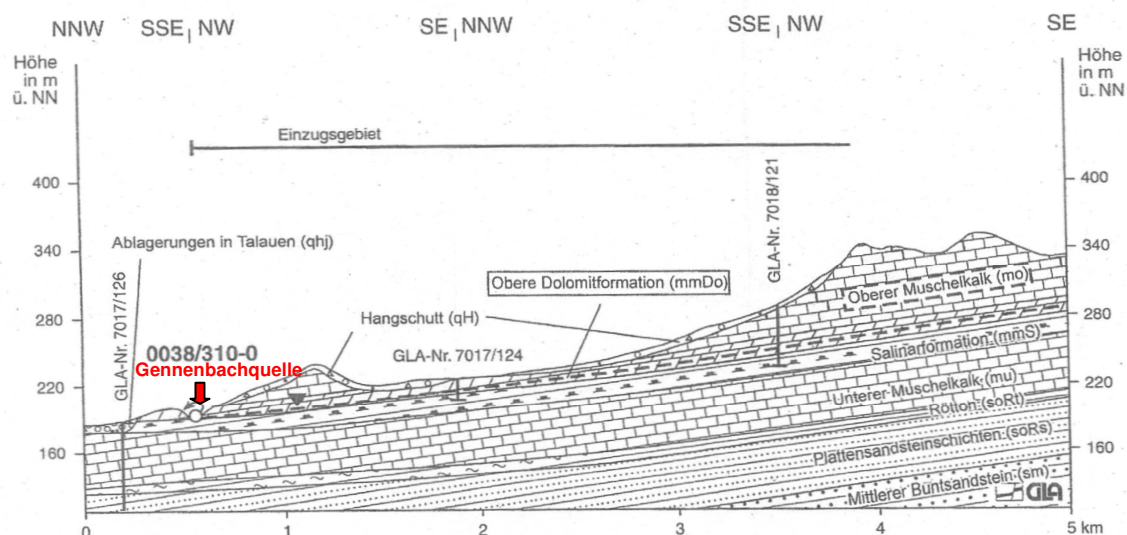 NNW SSE NW SE NNW SSE NW SE
Höhe
in m
ü. NN
Höhe
in m
ü. NN
Einzugsgebiet
400
400
Ablagerungen in Talauen (qhj)
GLA-Nr. 7018/121
340
340
GLA-Nr. 7017/126
Obere Dolomitformation (mmDo)
Oberer Muschelkalk (mo)
280
280
Hangschutt (qH)
0038/310-0
GLA-Nr. 7017/124
Salinarformation (mmS)
Gennenbachquelle
220
220
Unterer Muschelkalk (mu)
Rötton (soRt)
160
160
Plattensandsteinschichten (soRs)
Mittlerer Buntsandstein (sm)
GLA
0 1 2 3 4 5 km